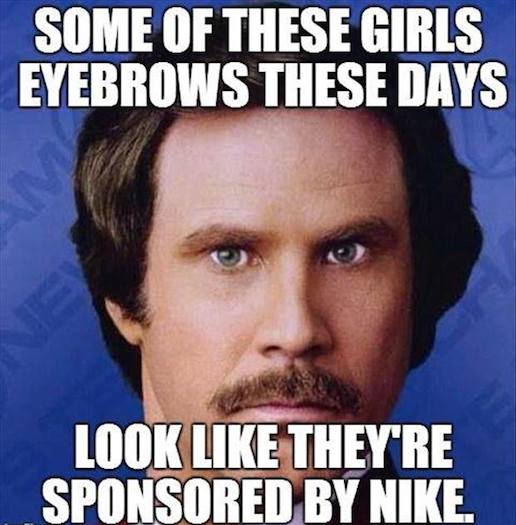 SOME OF THESE GIRLS
EYEBROWS THESE DAYS
LOOK LIKE THEY'RE
SPONSORED BY NIKE.